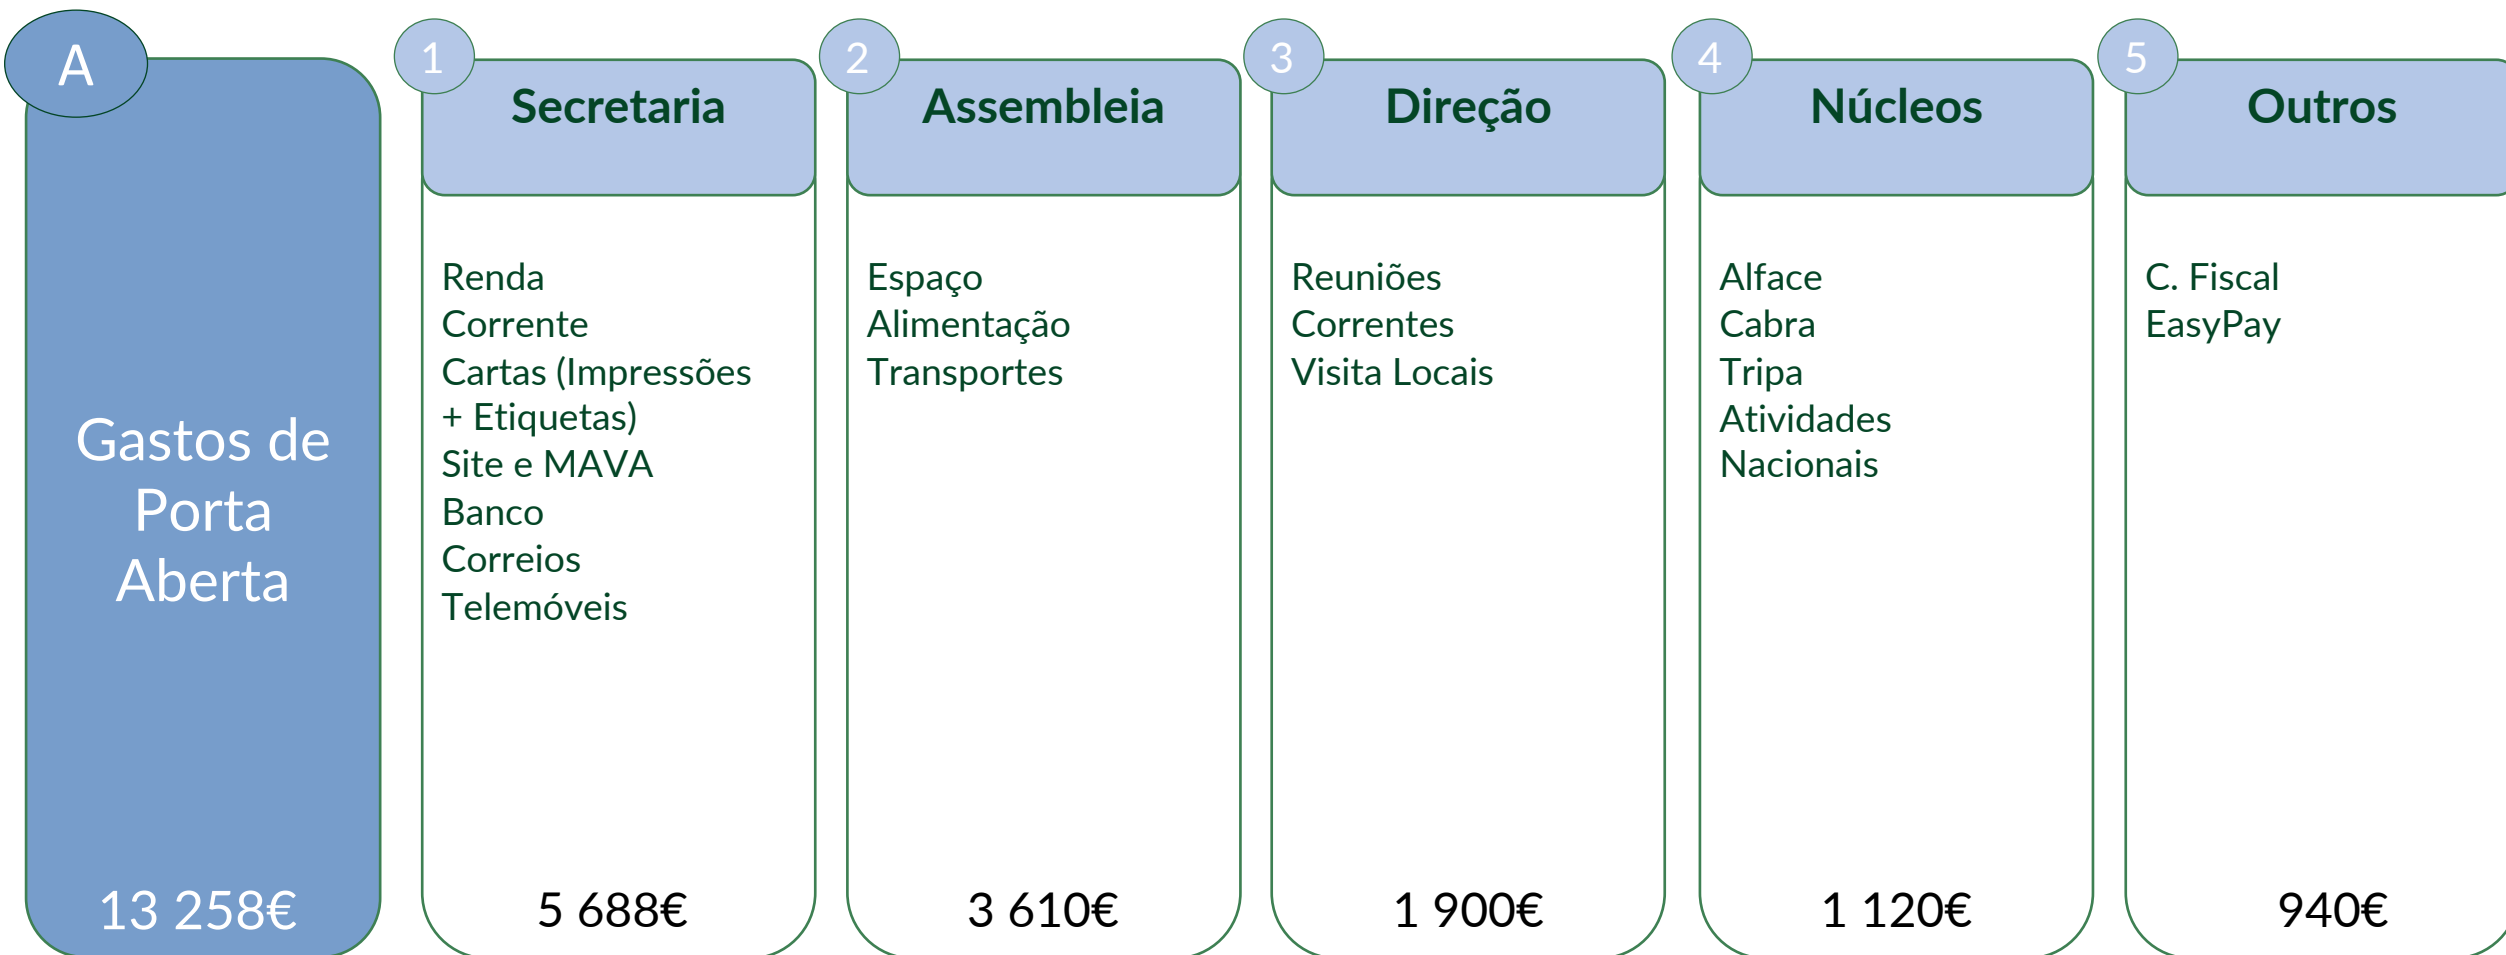 A
Gastos de
Porta
Aberta
13 258€
1
Secretaria
Renda
Corrente
Cartas (Impressões
+ Etiquetas)
Site e MAVA
Banco
Correios
Telemóveis
5 688€
2
Assembleia
Espaço
Alimentação
Transportes
3 610€
3
Direção
Reuniões
Correntes
Visita Locais
1 900€
4
Núcleos
Alface
Cabra
Tripa
Atividades
Nacionais
1 120€
5
Outros
C. Fiscal
EasyPay
940€